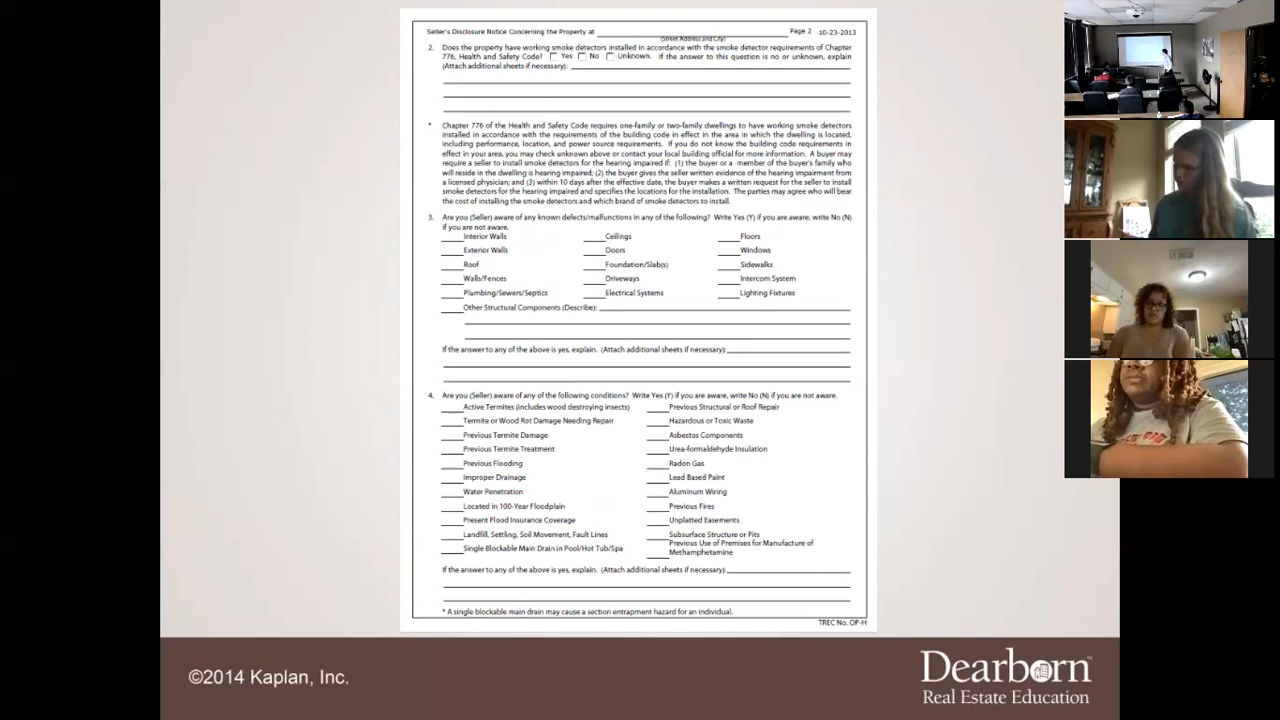 Seller's Disclosure Notice Concerning the Property at Page 2 10-23-2013
(Street Address and City)
2. Does the property have working smoke detectors installed in accordance with the smoke detector requirements of Chapter
776, Health and Safety Code? Yes No Unknown. If the answer to this question is no or unknown, explain
(Attach additional sheets if necessary):
* Chapter 776 of the Health and Safety Code requires one-family or two-family dwellings to have working smoke detectors
installed in accordance with the requirements of the building code in effect in the area in which the dwelling is located,
including performance, location, and power source requirements. If you do not know the building code requirements in
effect in your area, you may check unknown above or contact your local building official for more information. A buyer may
require a seller to install smoke detectors for the hearing impaired if: (1) the buyer or a member of the buyer's family who
will reside in the dwelling is hearing impaired; (2) the buyer gives the seller written evidence of the hearing impairment from
a licensed physician; and (3) within 10 days after the effective date, the buyer makes a written request for the seller to install
smoke detectors for the hearing impaired and specifies the locations for the installation. The parties may agree who will bear
the cost of installing the smoke detectors and which brand of smoke detectors to install.
3. Are you (Seller) aware of any known defects/malfunctions in any of the following? Write Yes (Y) if you are aware, write No (N)
if you are not aware.
Interior Walls Ceilings Floors
Exterior Walls Doors Windows
Roof Foundation/Slab(s) Sidewalks
Walls/Fences Driveways Intercom System
Plumbing/Sewers/Septics Electrical Systems Lighting Fixtures
Other Structural Components (Describe):
If the answer to any of the above is yes, explain. (Attach additional sheets if necessary):
4. Are you (Seller) aware of any of the following conditions? Write Yes (Y) if you are aware, write No (N) if you are not aware.
Active Termites (includes wood destroying insects) Previous Structural or Roof Repair
Termite or Wood Rot Damage Needing Repair Hazardous or Toxic Waste
Previous Termite Damage Asbestos Components
Previous Termite Treatment Urea-formaldehyde Insulation
Previous Flooding Radon Gas
Improper Drainage Lead Based Paint
Water Penetration Aluminum Wiring
Located in 100-Year Floodplain Previous Fires
Present Flood Insurance Coverage Unplatted Easements
Landfill, Settling, Soil Movement, Fault Lines Subsurface Structure or Pits
Single Blockable Main Drain in Pool/Hot Tub/Spa Previous Use of Premises for Manufacture of
Methamphetamine
If the answer to any of the above is yes, explain. (Attach additional sheets if necessary):
* A single blockable main drain may cause a section entrapment hazard for an individual.
TREC No. OP-H
©2014 Kaplan, Inc.
Dearborn™
Real Estate Education